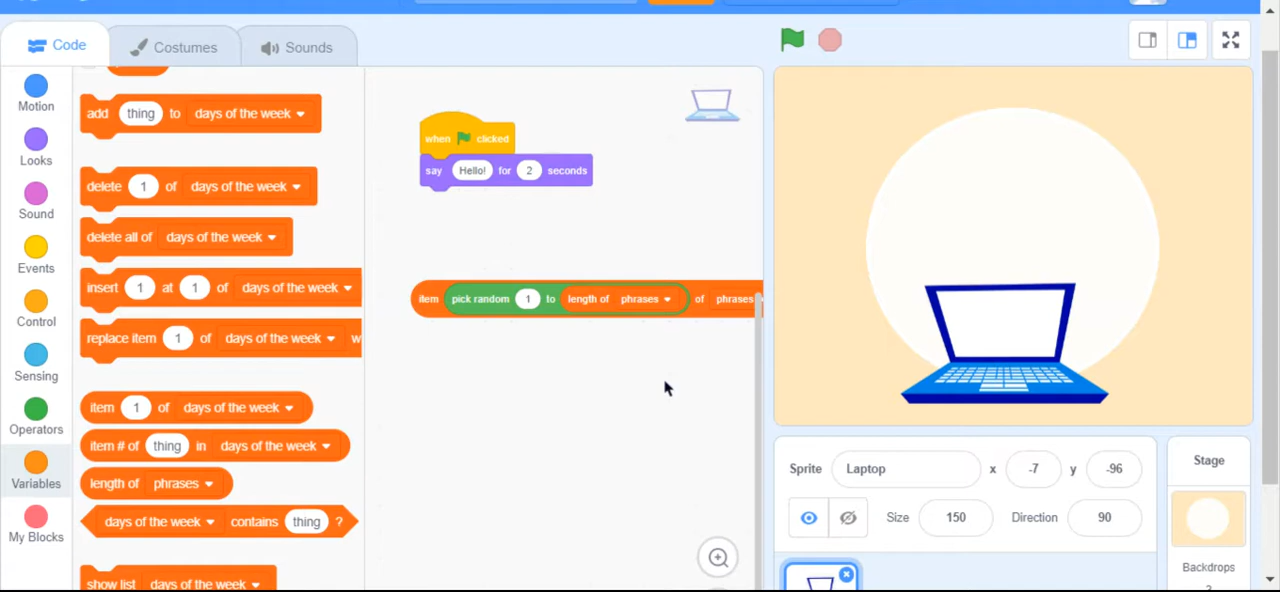 Code Costumes Sounds
Motion
Looks
Sound
Events
Control
Sensing
Operators
Variables
My Blocks
add thing to days of the week
delete 1 of days of the week
delete all of days of the week
insert 1 at 1 of days of the week
replace item 1 of days of the week w
item 1 of days of the week
item # of thing in days of the week
length of phrases
days of the week contains thing ?
show list days of the week
when clicked
say Hello! for 2 seconds
item pick random 1 to length of phrases of phrases
Sprite Laptop x -7 y -96
Size 150 Direction 90
Stage
Backdrops